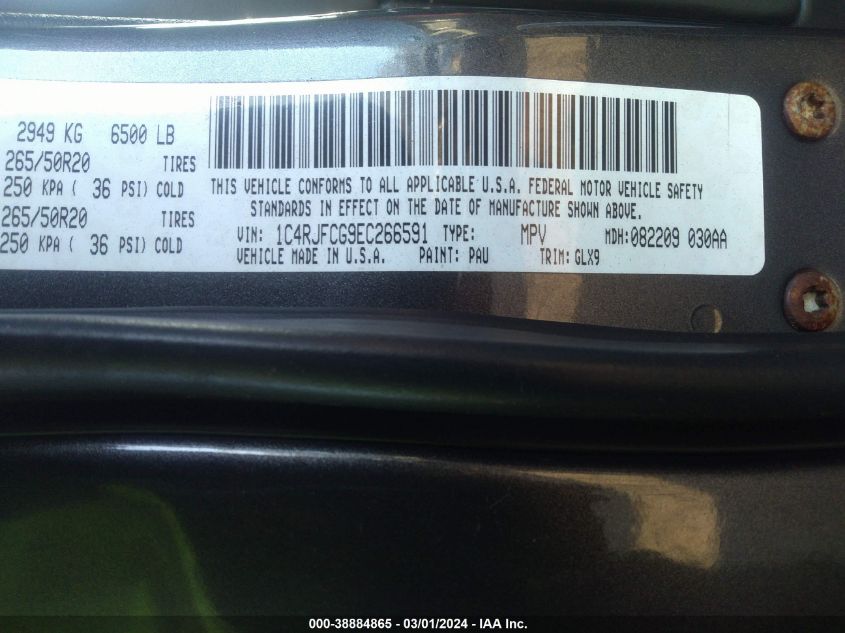 2949 KG 6500 LB
265/50R20 TIRES
250 KPA ( 36 PSI) COLD
265/50R20 TIRES
250 KPA ( 36 PSI) COLD
THIS VEHICLE CONFORMS TO ALL APPLICABLE U.S.A. FEDERAL MOTOR VEHICLE SAFETY
STANDARDS IN EFFECT ON THE DATE OF MANUFACTURE SHOWN ABOVE.
VIN: 1C4RJFCG9EC266591 TYPE: MPV MDH:082209 030AA
VEHICLE MADE IN U.S.A. PAINT: PAU TRIM: GLX9
000-38884865 - 03/01/2024 - IAA Inc.